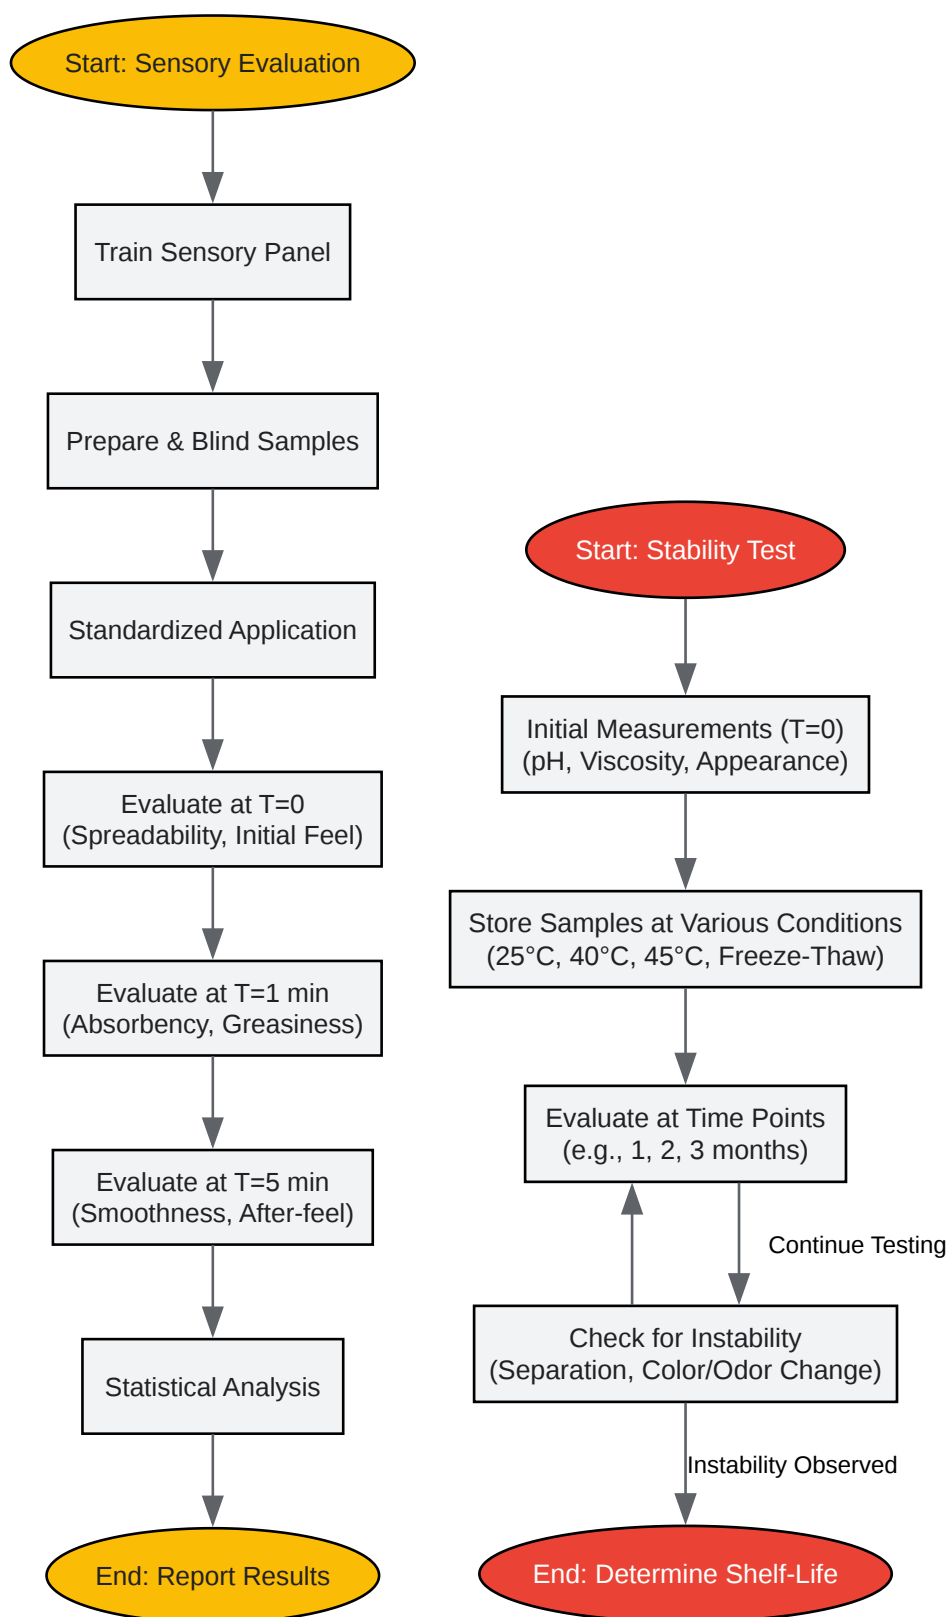 Start: Sensory Evaluation
Train Sensory Panel
Prepare & Blind Samples
Standardized Application
Evaluate at T=0
(Spreadability, Initial Feel)
Evaluate at T=1 min
(Absorbency, Greasiness)
Evaluate at T=5 min
(Smoothness, After-feel)
Statistical Analysis
End: Report Results
Start: Stability Test
Initial Measurements (T=0)
(pH, Viscosity, Appearance)
Store Samples at Various Conditions
(25°C, 40°C, 45°C, Freeze-Thaw)
Evaluate at Time Points
(e.g., 1, 2, 3 months)
Continue Testing
Check for Instability
(Separation, Color/Odor Change)
Instability Observed
End: Determine Shelf-Life